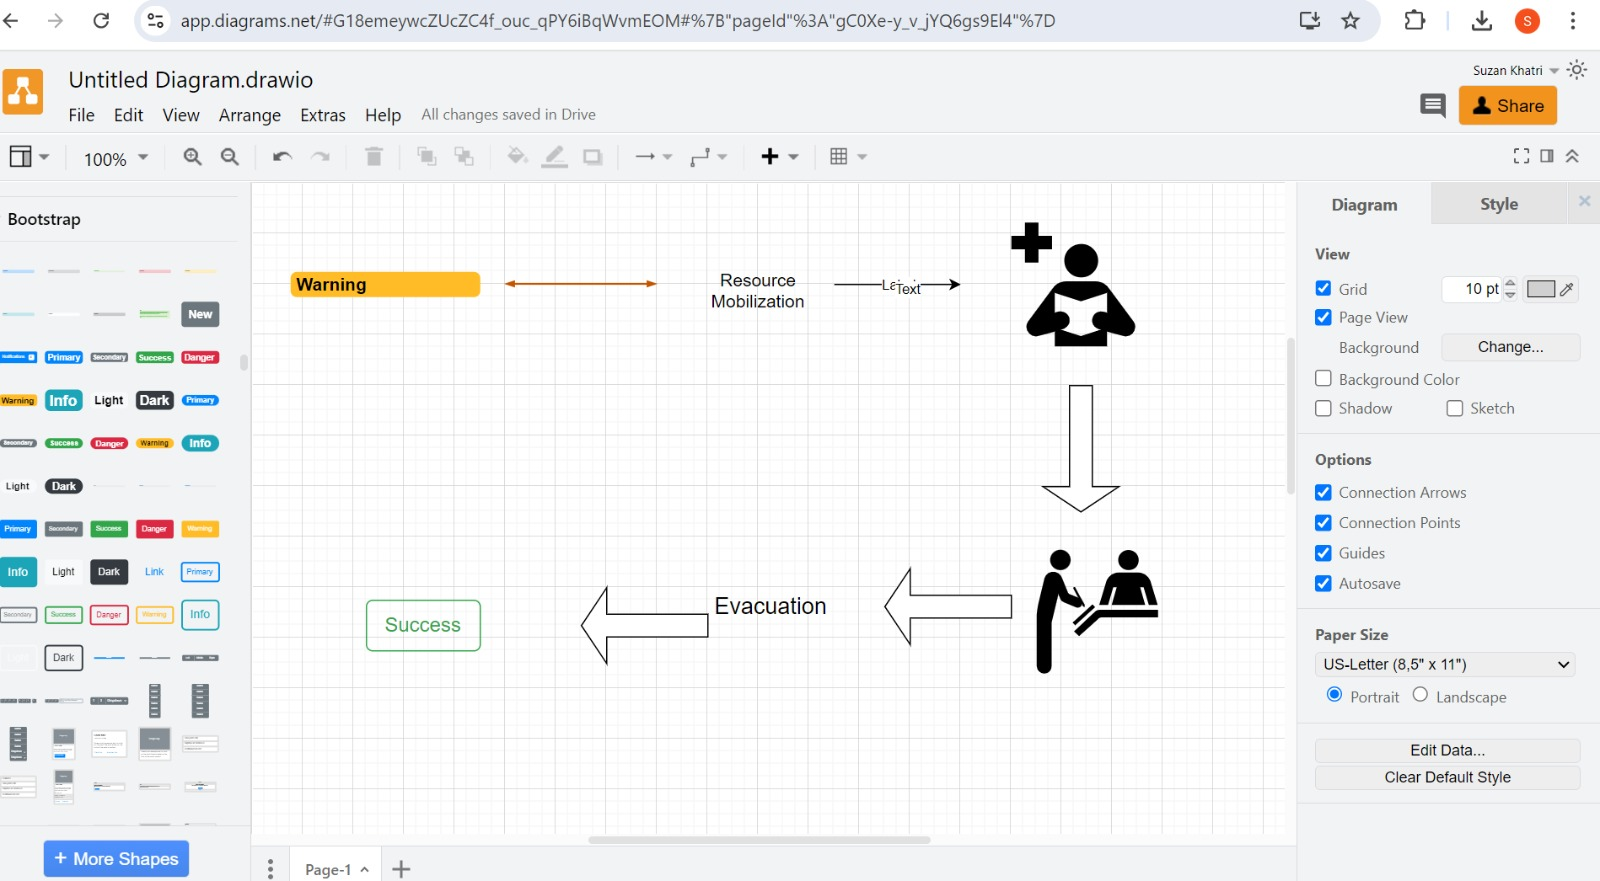 app.diagrams.net/#G18emeywcZUcZC4f_ouc_qPY6iBqWvmEOM#%7B"pageId"%3A"gC0Xe-y_v_jYQ6gs9El4"%7D
S
Untitled Diagram.drawio
Suzan Khatri
File Edit View Arrange Extras Help All changes saved in Drive
Share
100%
Bootstrap
New
Primary Secondary Success Danger
Warning Info Light Dark Primary
Secondary Success Danger Warning Info
Light Dark
Primary Secondary Success Danger Warning
Info Light Dark Link Primary
Secondary Success Danger Warning Info
Dark
+ More Shapes
Warning
Resource
Mobilization
Text
Success
Evacuation
Page-1
Diagram Style
View
Grid 10 pt
Page View
Background Change...
Background Color
Shadow Sketch
Options
Connection Arrows
Connection Points
Guides
Autosave
Paper Size
US-Letter (8,5" x 11")
Portrait Landscape
Edit Data...
Clear Default Style